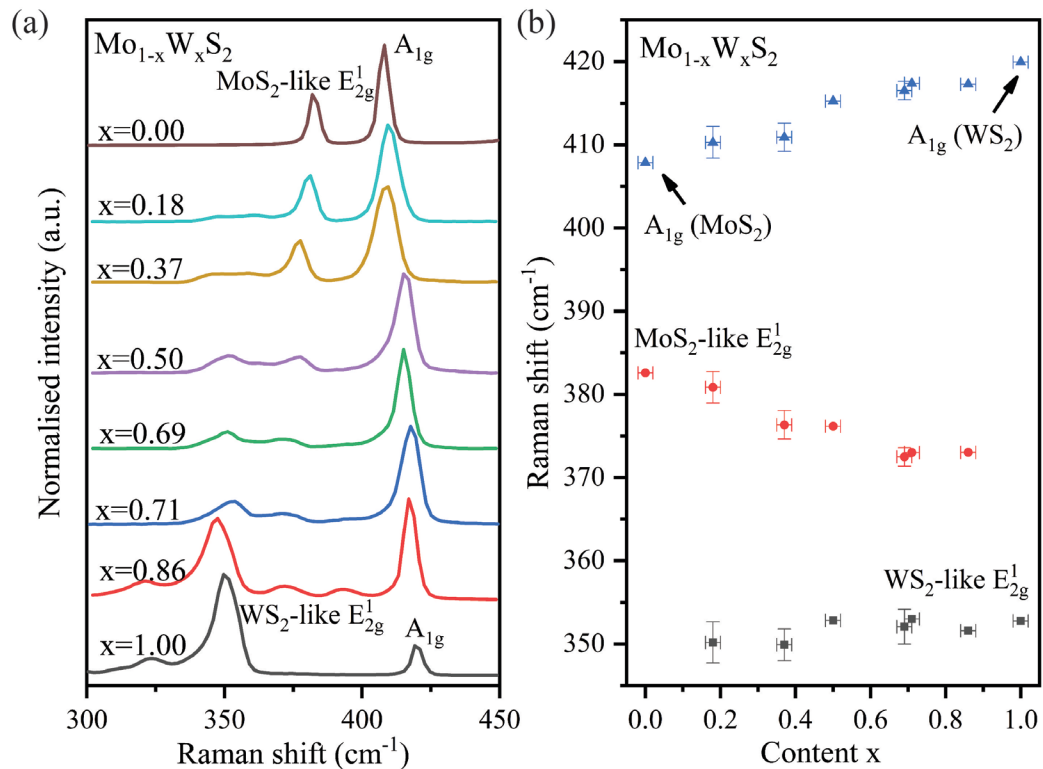 (a)
Mo1-xWxS2
A1g
MoS2-like E12g
x=0.00
x=0.18
x=0.37
x=0.50
x=0.69
x=0.71
x=0.86
WS2-like E12g
A1g
x=1.00
Normalised intensity (a.u.)
300 350 400 450
Raman shift (cm-1)
(b)
Mo1-xWxS2
A1g (WS2)
A1g (MoS2)
MoS2-like E12g
WS2-like E12g
420
410
400
390
380
370
360
350
Raman shift (cm-1)
0.0 0.2 0.4 0.6 0.8 1.0
Content x